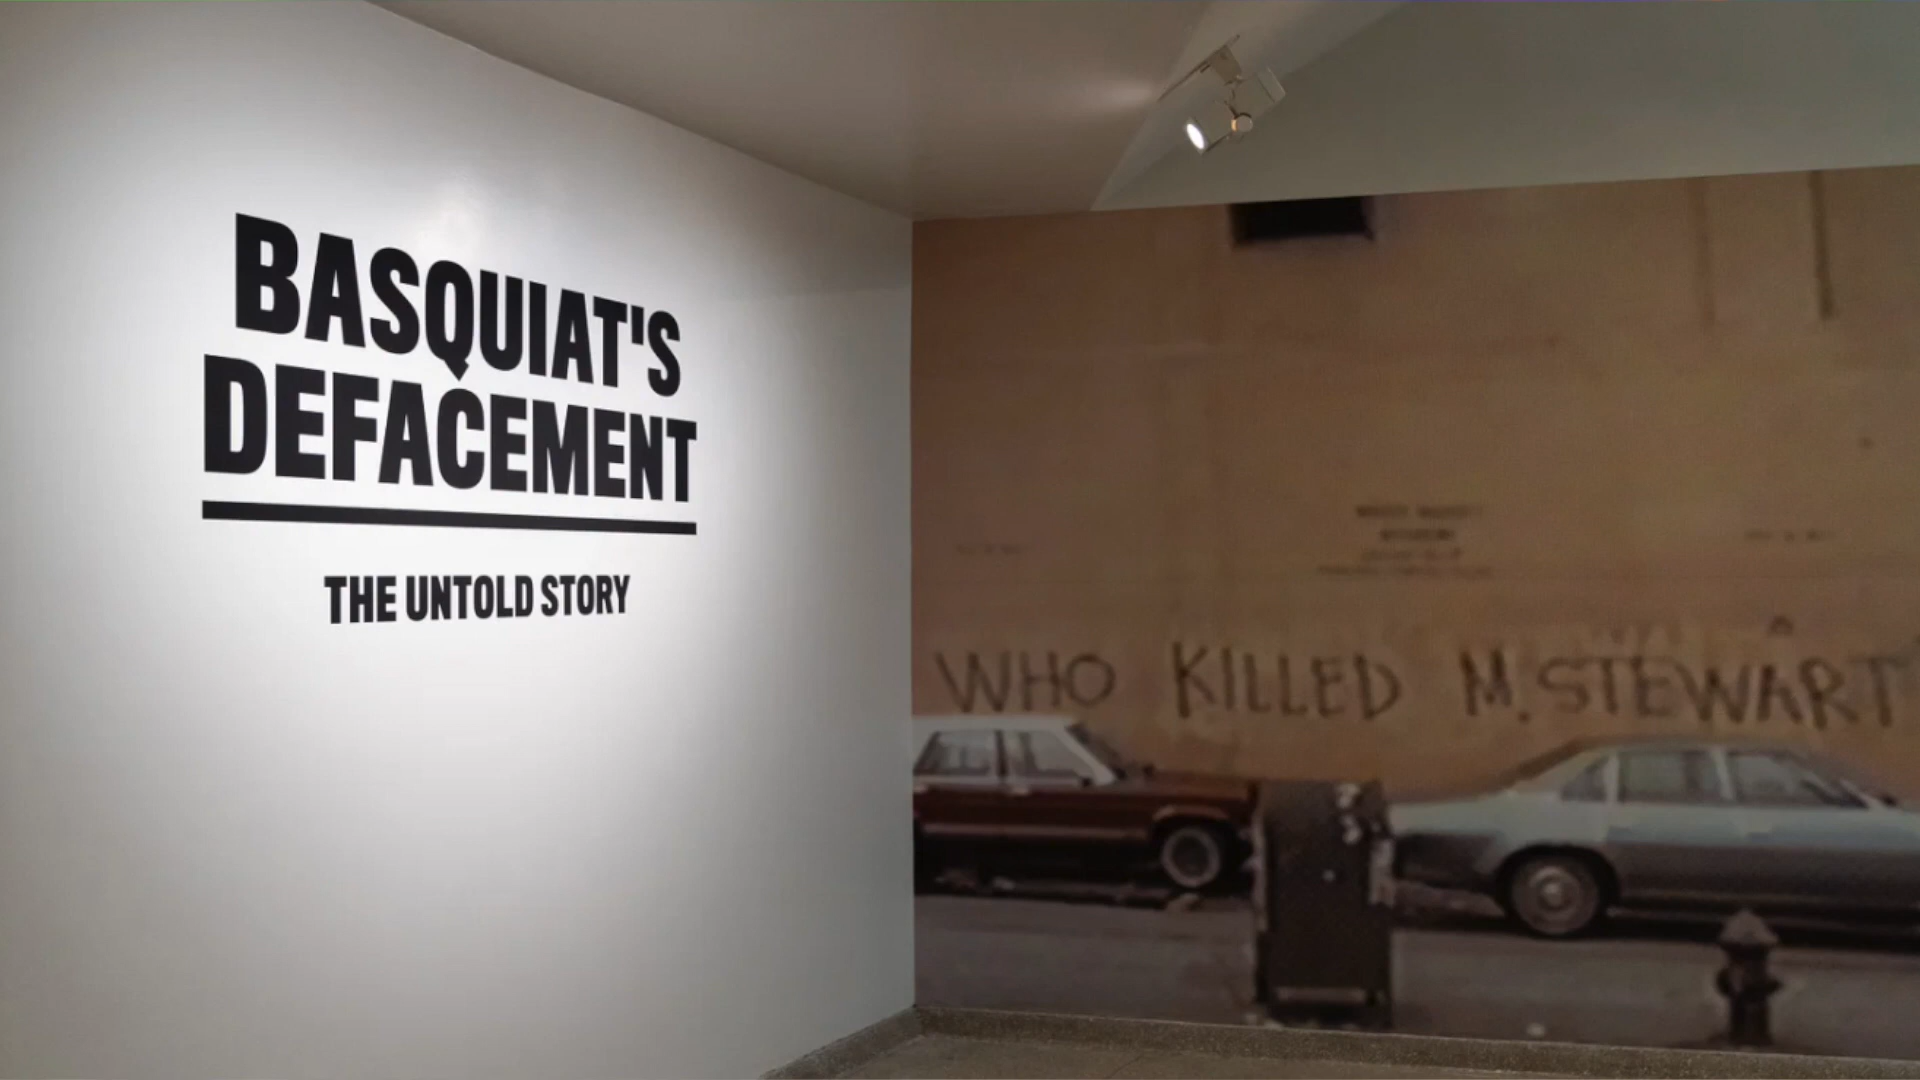 BASQUIAT'S
DEFACEMENT
THE UNTOLD STORY
WHO KILLED M. STEWART